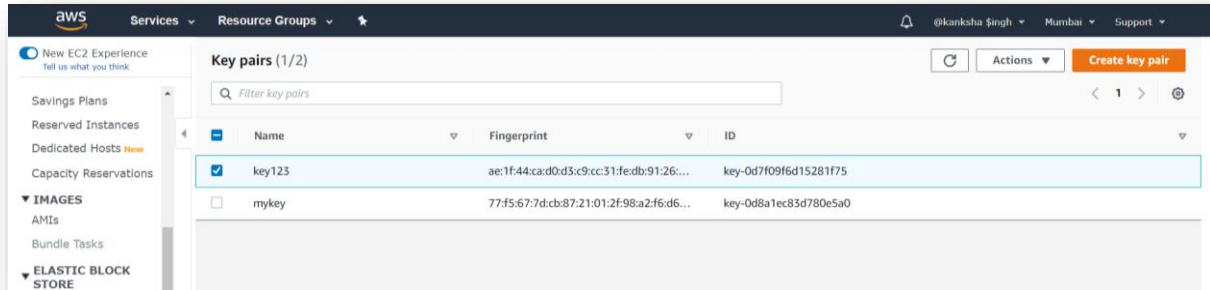 aws Services Resource Groups @kanksha $ingh Mumbai Support
New EC2 Experience
Tell us what you think
Savings Plans
Reserved Instances
Dedicated Hosts New
Capacity Reservations
IMAGES
AMIs
Bundle Tasks
ELASTIC BLOCK
STORE
Key pairs (1/2) Actions Create key pair
Filter key pairs 1
Name Fingerprint ID
key123 ae:1f:44:ca:d0:d3:c9:cc:31:fe:db:91:26:... key-0d7f09f6d15281f75
mykey 77:f5:67:7d:cb:87:21:01:2f:98:a2:f6:d6... key-0d8a1ec83d780e5a0